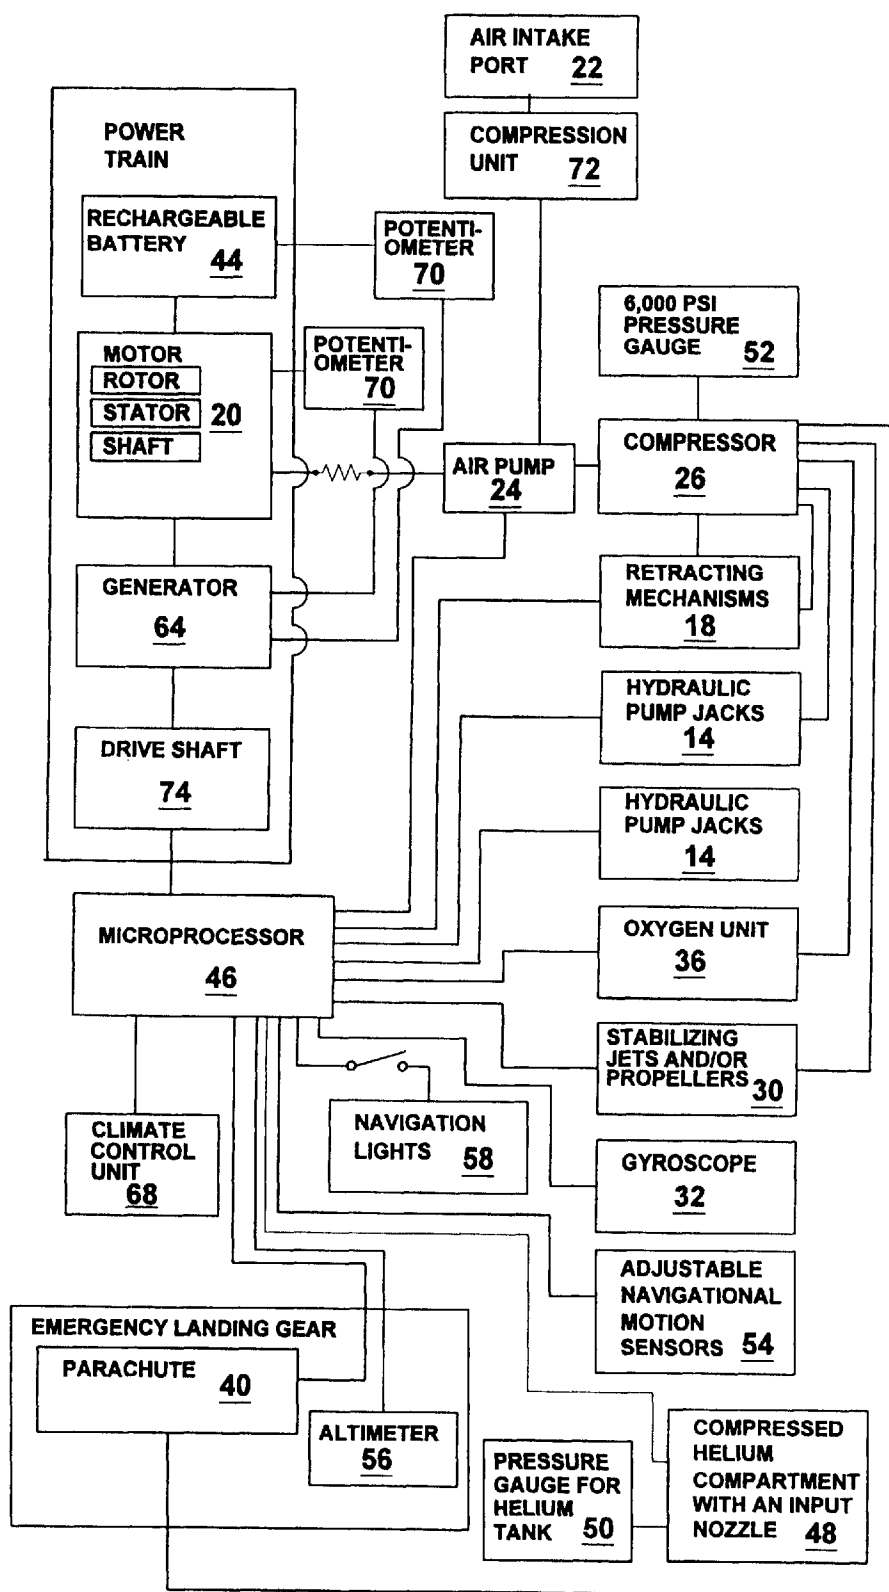 AIR INTAKE
PORT 22
COMPRESSION
UNIT 72
POWER
TRAIN
RECHARGEABLE
BATTERY 44
POTENTI-
OMETER
70
MOTOR
ROTOR
STATOR 20
SHAFT
POTENTI-
OMETER
70
6,000 PSI
PRESSURE
GAUGE 52
COMPRESSOR
26
AIR PUMP
24
GENERATOR
64
RETRACTING
MECHANISMS
18
HYDRAULIC
PUMP JACKS
14
DRIVE SHAFT
74
HYDRAULIC
PUMP JACKS
14
MICROPROCESSOR
46
OXYGEN UNIT
36
STABILIZING
JETS AND/OR
PROPELLERS 30
CLIMATE
CONTROL
UNIT
68
NAVIGATION
LIGHTS 58
GYROSCOPE
32
ADJUSTABLE
NAVIGATIONAL
MOTION
SENSORS 54
EMERGENCY LANDING GEAR
PARACHUTE 40
ALTIMETER
56
PRESSURE
GAUGE FOR
HELIUM
TANK 50
COMPRESSED
HELIUM
COMPARTMENT
WITH AN INPUT
NOZZLE 48